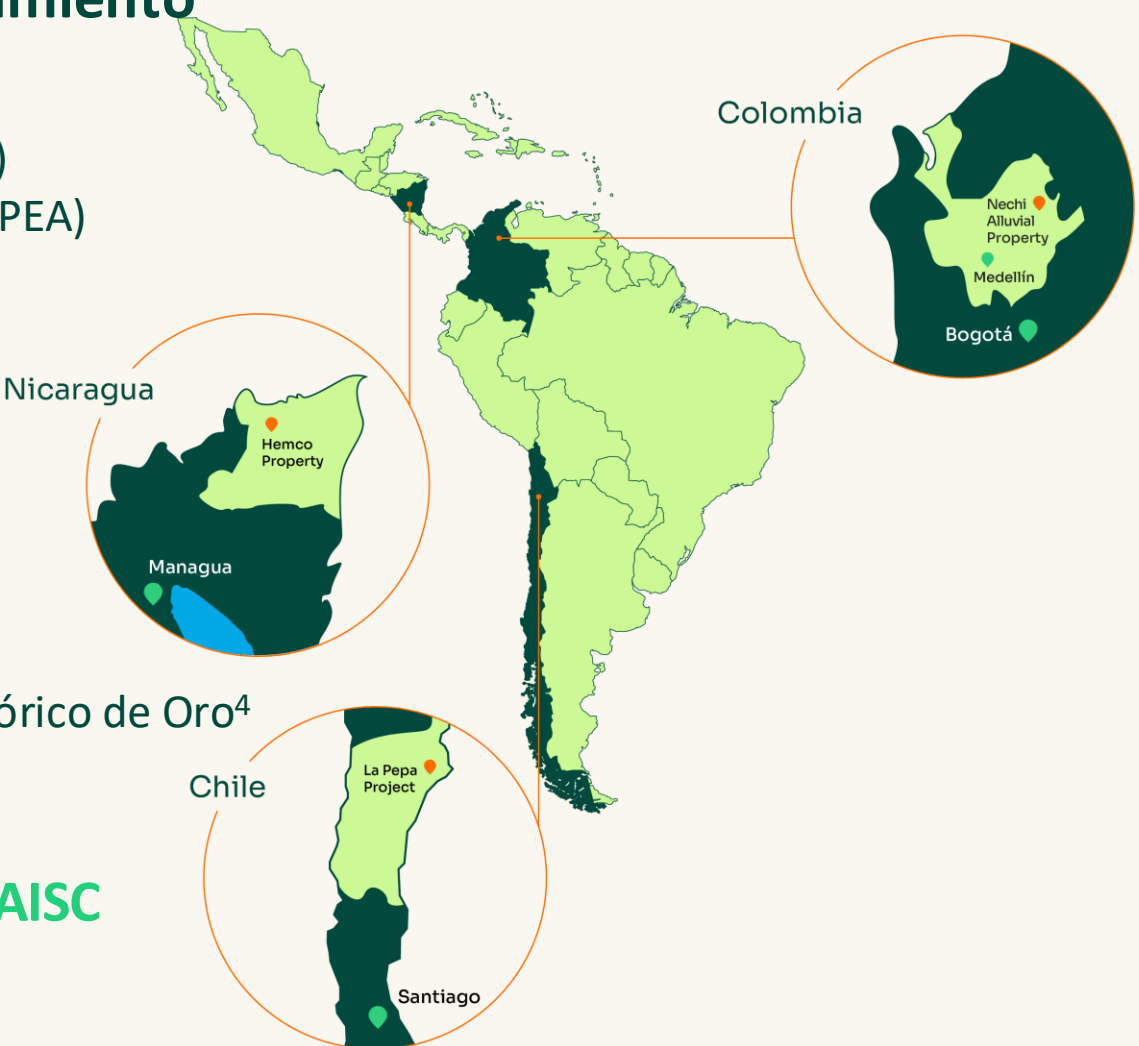 imiento
)
PEA)
Colombia
Nechi
Alluvial
Property
Medellín
Bogotá
Nicaragua
Hemco
Property
Managua
órico de Oro⁴
Chile
La Pepa
Project
AISC
Santiago